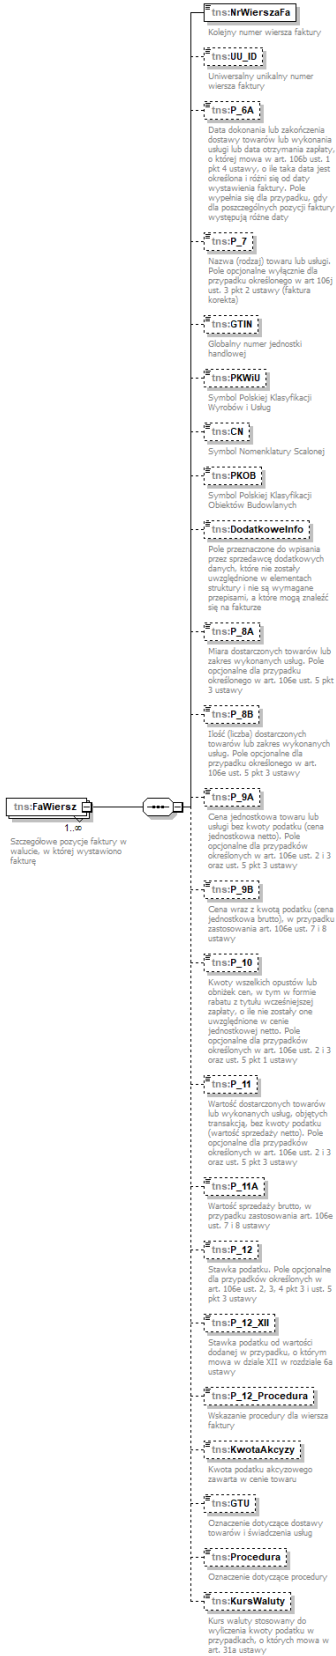 tns:NrWierszaFa
Kolejny numer wiersza faktury
tns:UU_ID
Uniwersalny unikalny numer
wiersza faktury
tns:P_6A
Data dokonania lub zakończenia
dostawy towarów lub wykonania
usługi lub data otrzymania zapłaty,
o której mowa w art. 106b ust. 1
pkt 4 ustawy, o ile taka data jest
określona i różni się od daty
wystawienia faktury. Pole
wypełnia się dla przypadku, gdy
dla poszczególnych pozycji faktury
występują różne daty
tns:P_7
Nazwa (rodzaj) towaru lub usługi.
Pole opcjonalne wyłącznie dla
przypadku określonego w art 106j
ust. 3 pkt 2 ustawy (faktura
korekta)
tns:GTIN
Globalny numer jednostki
handlowej
tns:PKWiU
Symbol Polskiej Klasyfikacji
Wyrobów i Usług
tns:CN
Symbol Nomenklatury Scalonej
tns:PKOB
Symbol Polskiej Klasyfikacji
Obiektów Budowlanych
tns:DodatkoweInfo
Pole przeznaczone do wpisania
przez sprzedawcę dodatkowych
danych, które nie zostały
uwzględnione w elementach
struktury i nie są wymagane
przepisami, a które mogą znaleźć
się na fakturze
tns:P_8A
Miara dostarczonych towarów lub
zakres wykonanych usług. Pole
opcjonalne dla przypadku
określonego w art. 106e ust. 5 pkt
3 ustawy
tns:P_8B
Ilość (liczba) dostarczonych
towarów lub zakres wykonanych
usług. Pole opcjonalne dla
przypadku określonego w art.
106e ust. 5 pkt 3 ustawy
tns:FaWiersz
1..∞
Szczegółowe pozycje faktury w
walucie, w której wystawiono
fakturę
tns:P_9A
Cena jednostkowa towaru lub
usługi bez kwoty podatku (cena
jednostkowa netto). Pole
opcjonalne dla przypadków
określonych w art. 106e ust. 2 i 3
oraz ust. 5 pkt 3 ustawy
tns:P_9B
Cena wraz z kwotą podatku (cena
jednostkowa brutto), w przypadku
zastosowania art. 106e ust. 7 i 8
ustawy
tns:P_10
Kwoty wszelkich opustów lub
obniżek cen, w tym w formie
rabatu z tytułu wcześniejszej
zapłaty, o ile nie zostały one
uwzględnione w cenie
jednostkowej netto. Pole
opcjonalne dla przypadków
określonych w art. 106e ust. 2 i 3
oraz ust. 5 pkt 1 ustawy
tns:P_11
Wartość dostarczonych towarów
lub wykonanych usług, objętych
transakcją, bez kwoty podatku
(wartość sprzedaży netto). Pole
opcjonalne dla przypadków
określonych w art. 106e ust. 2 i 3
oraz ust. 5 pkt 3 ustawy
tns:P_11A
Wartość sprzedaży brutto, w
przypadku zastosowania art. 106e
ust. 7 i 8 ustawy
tns:P_12
Stawka podatku. Pole opcjonalne
dla przypadków określonych w
art. 106e ust. 2, 3, 4 pkt 3 i ust. 5
pkt 3 ustawy
tns:P_12_XII
Stawka podatku od wartości
dodanej w przypadku, o którym
mowa w dziale XII w rozdziale 6a
ustawy
tns:P_12_Procedura
Wskazanie procedury dla wiersza
faktury
tns:KwotaAkcyzy
Kwota podatku akcyzowego
zawarta w cenie towaru
tns:GTU
Oznaczenie dotyczące dostawy
towarów i świadczenia usług
tns:Procedura
Oznaczenie dotyczące procedury
tns:KursWaluty
Kurs waluty stosowany do
wyliczenia kwoty podatku w
przypadkach, o których mowa w
art. 31a ustawy